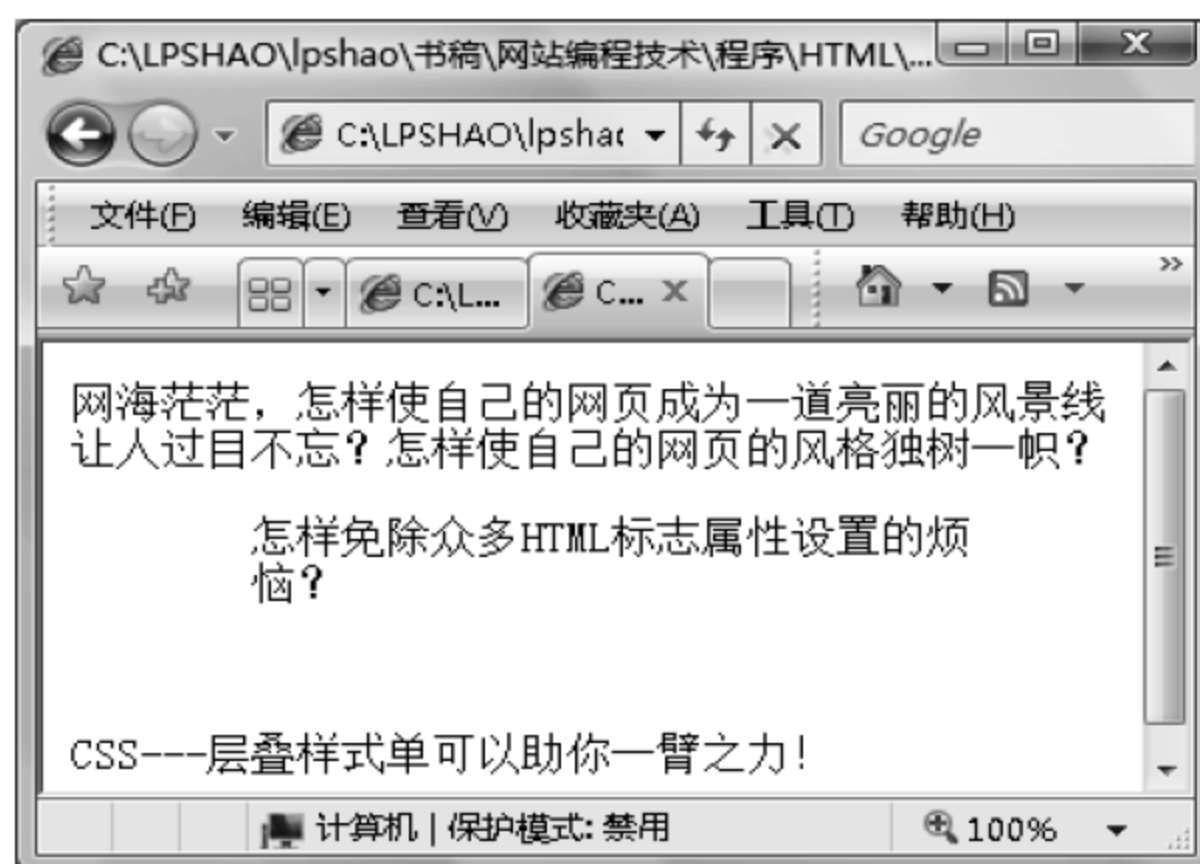 C:\LPSHAO\lpshao\书稿\网站编程技术\程序\HTML\...
C:\LPSHAO\lpshac
Google
文件(F) 编辑(E) 查看(V) 收藏夹(A) 工具(T) 帮助(H)
C:\L... C...
网海茫茫，怎样使自己的网页成为一道亮丽的风景线
让人过目不忘？怎样使自己的网页的风格独树一帜？
怎样免除众多HTML标志属性设置的烦
恼？
CSS---层叠样式单可以助你一臂之力！
计算机 | 保护模式: 禁用 100%